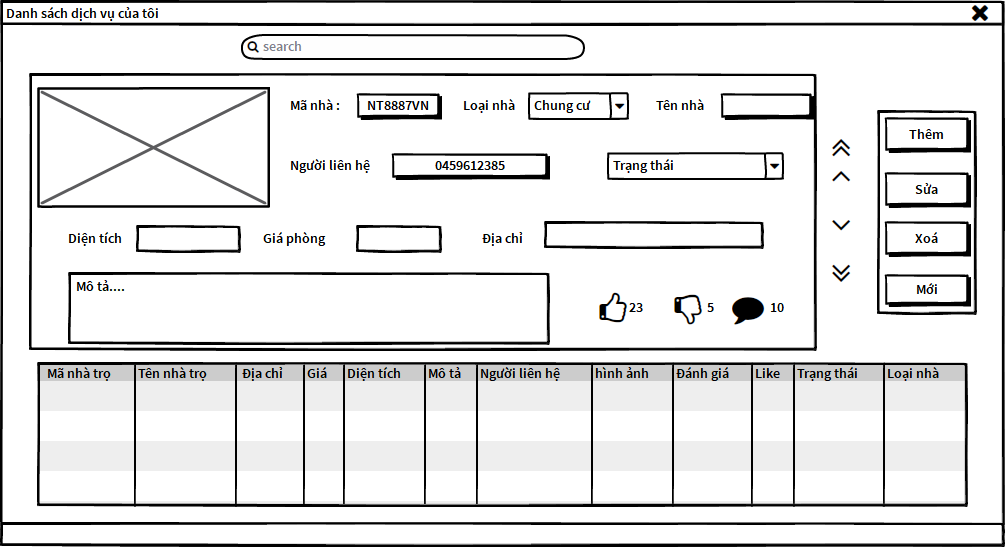 Danh sách dịch vụ của tôi
search
Mã nhà : NT8887VN Loại nhà Chung cư Tên nhà
Thêm
Người liên hệ 0459612385 Trạng thái
Sửa
Diện tích Giá phòng Địa chỉ
Xoá
Mô tả....
Mới
23 5 10
Mã nhà trọ Tên nhà trọ Địa chỉ Giá Diện tích Mô tả Người liên hệ hình ảnh Đánh giá Like Trạng thái Loại nhà